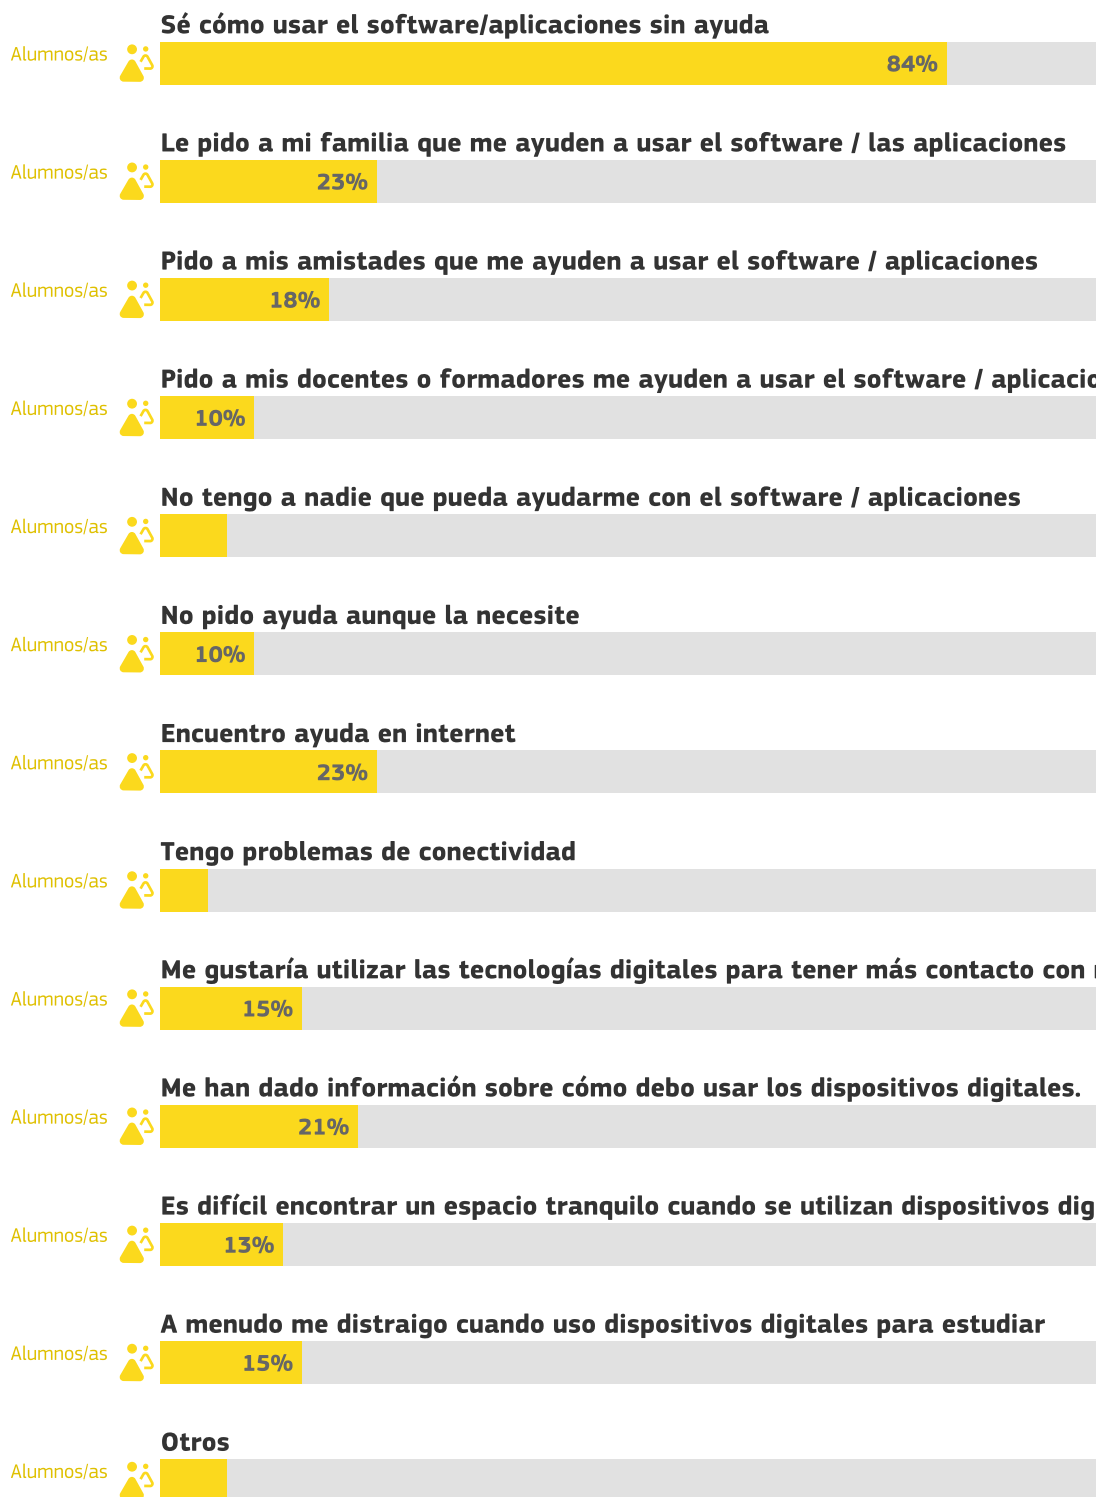 Sé cómo usar el software/aplicaciones sin ayuda
Alumnos/as 84%
Le pido a mi familia que me ayuden a usar el software / las aplicaciones
Alumnos/as 23%
Pido a mis amistades que me ayuden a usar el software / aplicaciones
Alumnos/as 18%
Pido a mis docentes o formadores me ayuden a usar el software /
Alumnos/as 10%
No tengo a nadie que pueda ayudarme con el software / aplicaciones
Alumnos/as
No pido ayuda aunque la necesite
Alumnos/as 10%
Encuentro ayuda en internet
Alumnos/as 23%
Tengo problemas de conectividad
Alumnos/as
Me gustaría utilizar las tecnologías digitales para tener más contacto con
Alumnos/as 15%
Me han dado información sobre cómo debo usar los dispositivos digitales.
Alumnos/as 21%
Es difícil encontrar un espacio tranquilo cuando se utilizan dispositivos
Alumnos/as 13%
A menudo me distraigo cuando uso dispositivos digitales para estudiar
Alumnos/as 15%
Otros
Alumnos/as